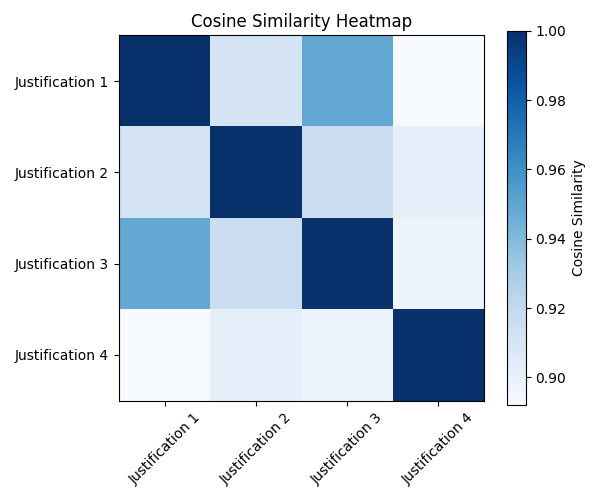 Cosine Similarity Heatmap
Justification 1
Justification 2
Justification 3
Justification 4
Justification 1
Justification 2
Justification 3
Justification 4
1.00
0.98
0.96
0.94
0.92
0.90
Cosine Similarity